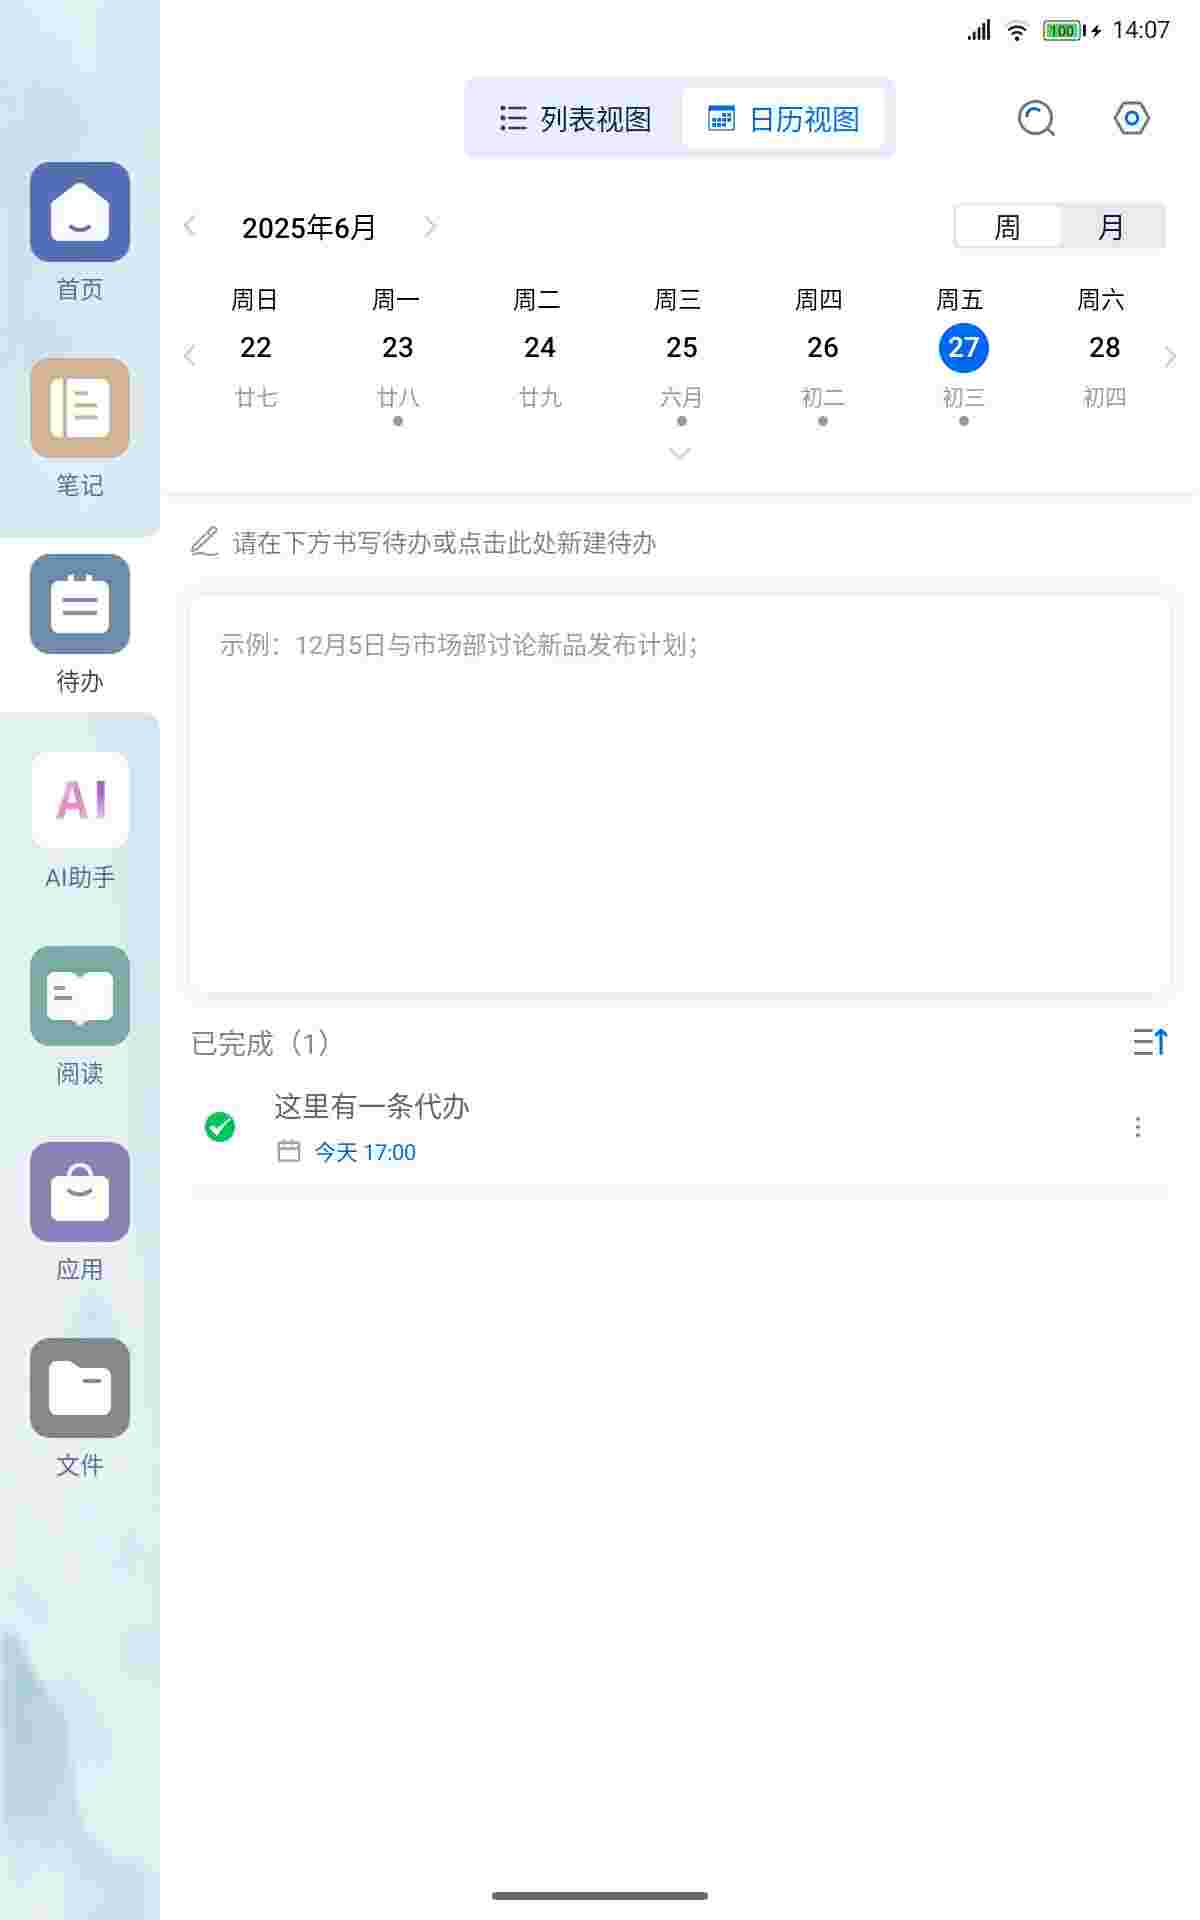 100 14:07
列表视图 日历视图
2025年6月 周 月
周日 周一 周二 周三 周四 周五 周六
22 23 24 25 26 27 28
廿七 廿八 廿九 六月 初二 初三 初四
请在下方书写待办或点击此处新建待办
示例：12月5日与市场部讨论新品发布计划；
已完成（1）
这里有一条代办
今天 17:00
首页
笔记
待办
AI
AI助手
阅读
应用
文件